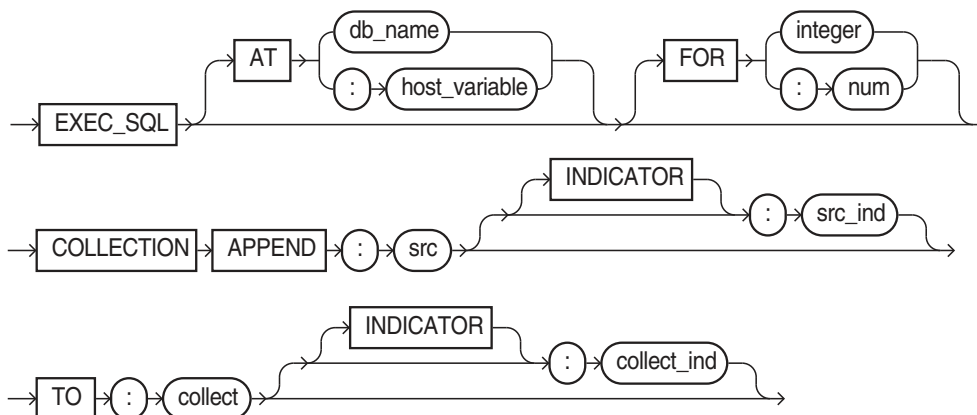 db_name integer
AT FOR
: host_variable : num
EXEC_SQL
INDICATOR
: src_ind
COLLECTION APPEND : src
INDICATOR
: collect_ind
TO : collect